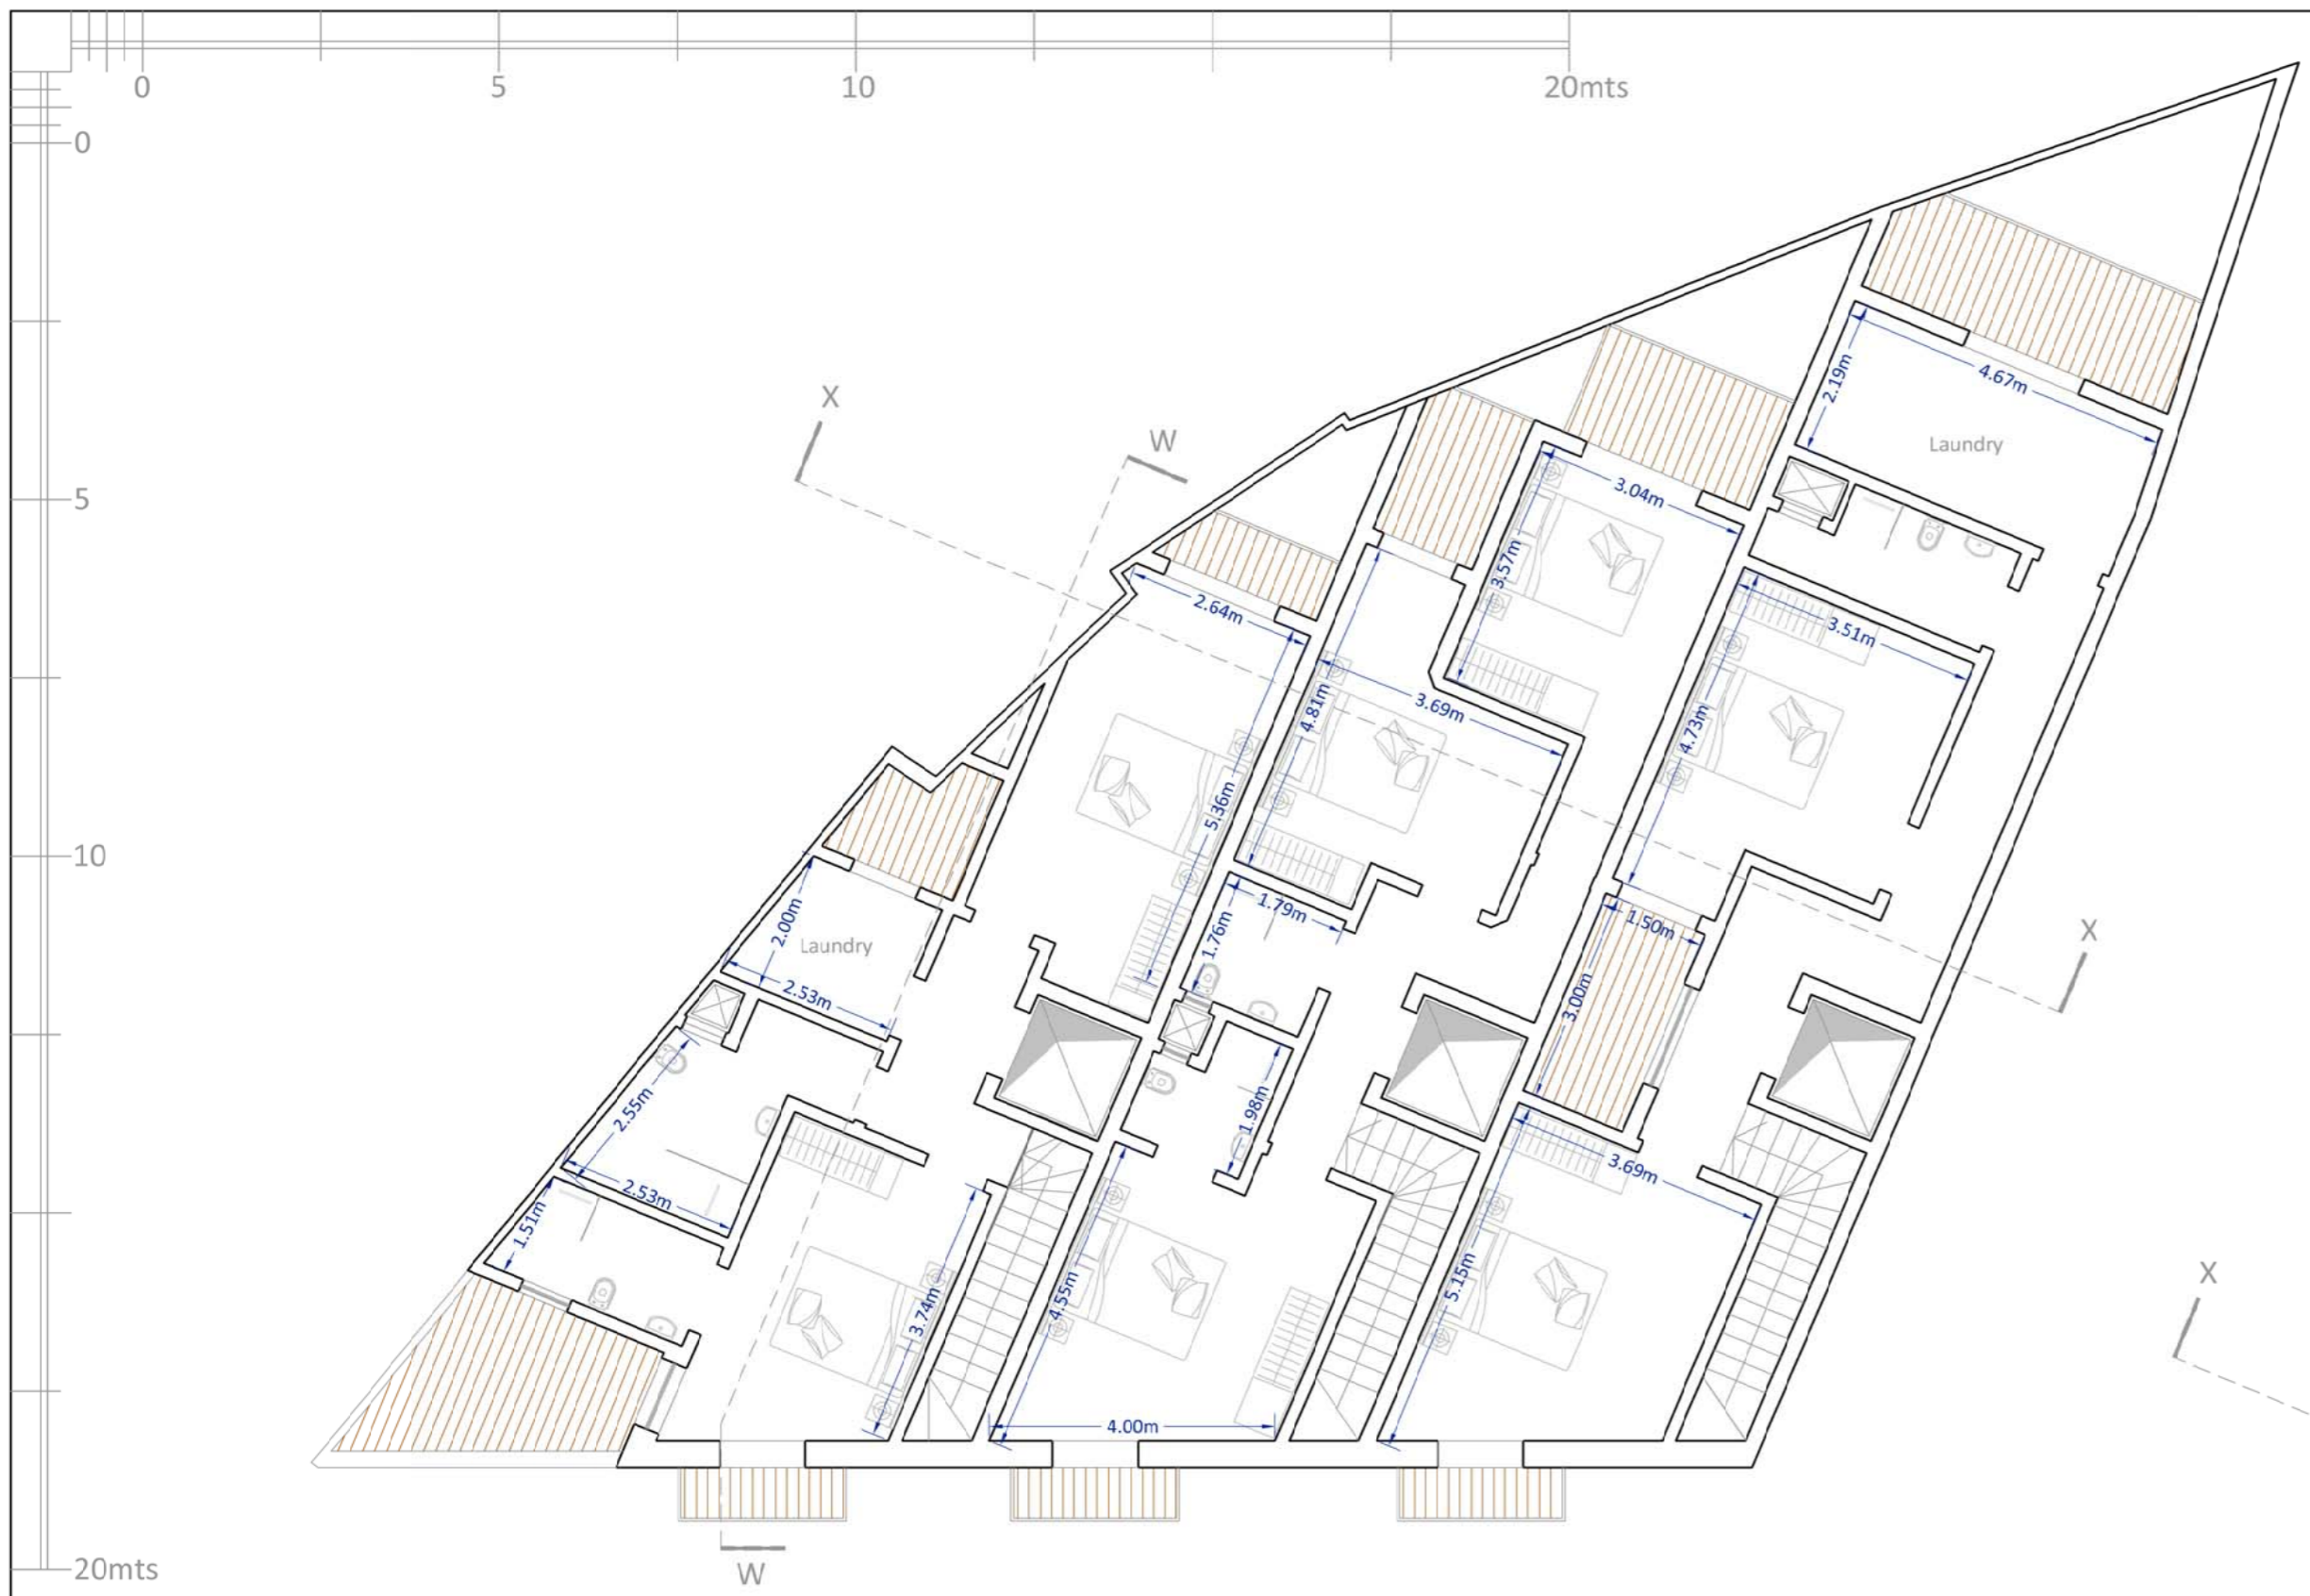 0
5
10
20mts
0
5
10
20mts
X
W
2.19m
4.67m
Laundry
3.04m
3.57m
2.64m
3.51m
4.81m
3.69m
4.73m
5.36m
1.79m
1.76m
1.50m
X
2.00m
Laundry
2.53m
3.00m
2.55m
1.98m
2.53m
3.69m
1.51m
3.74m
4.55m
5.15m
X
4.00m
W